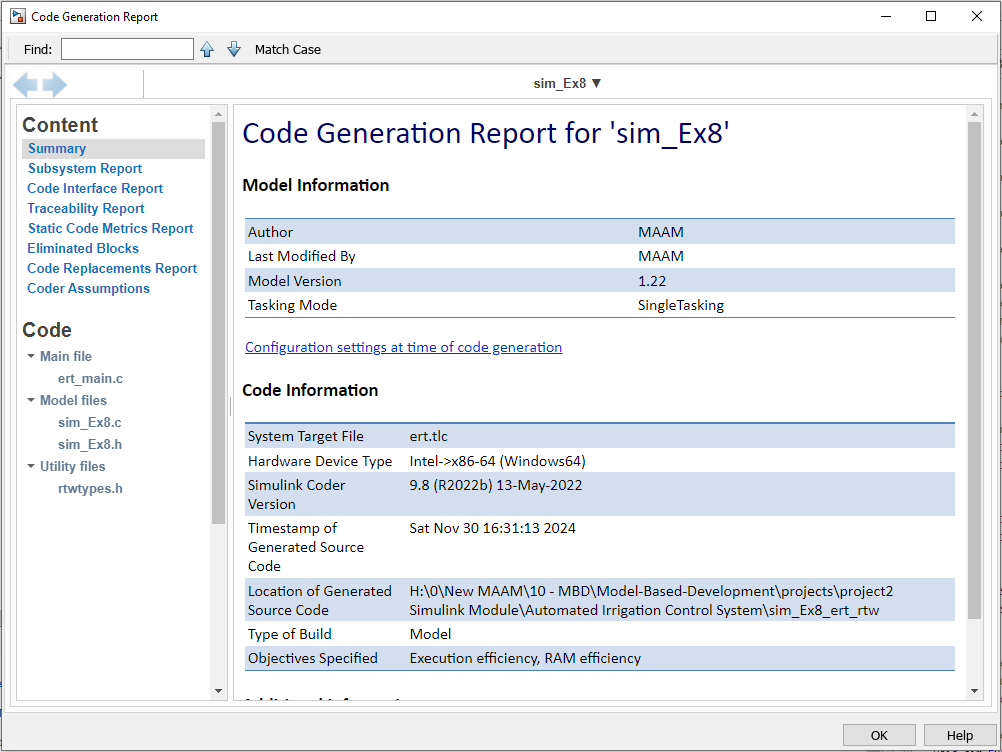 Code Generation Report
Find:
Match Case
sim_Ex8 ▼
Content
Summary
Subsystem Report
Code Interface Report
Traceability Report
Static Code Metrics Report
Eliminated Blocks
Code Replacements Report
Coder Assumptions
Code
Main file
ert_main.c
Model files
sim_Ex8.c
sim_Ex8.h
Utility files
rtwtypes.h
Code Generation Report for 'sim_Ex8'
Model Information
Author MAAM
Last Modified By MAAM
Model Version 1.22
Tasking Mode SingleTasking
Configuration settings at time of code generation
Code Information
System Target File ert.tlc
Hardware Device Type Intel->x86-64 (Windows64)
Simulink Coder 9.8 (R2022b) 13-May-2022
Version
Timestamp of Sat Nov 30 16:31:13 2024
Generated Source
Code
Location of Generated H:\0\New MAAM\10 - MBD\Model-Based-Development\projects\project2
Source Code Simulink Module\Automated Irrigation Control System\sim_Ex8_ert_rtw
Type of Build Model
Objectives Specified Execution efficiency, RAM efficiency
OK
Help